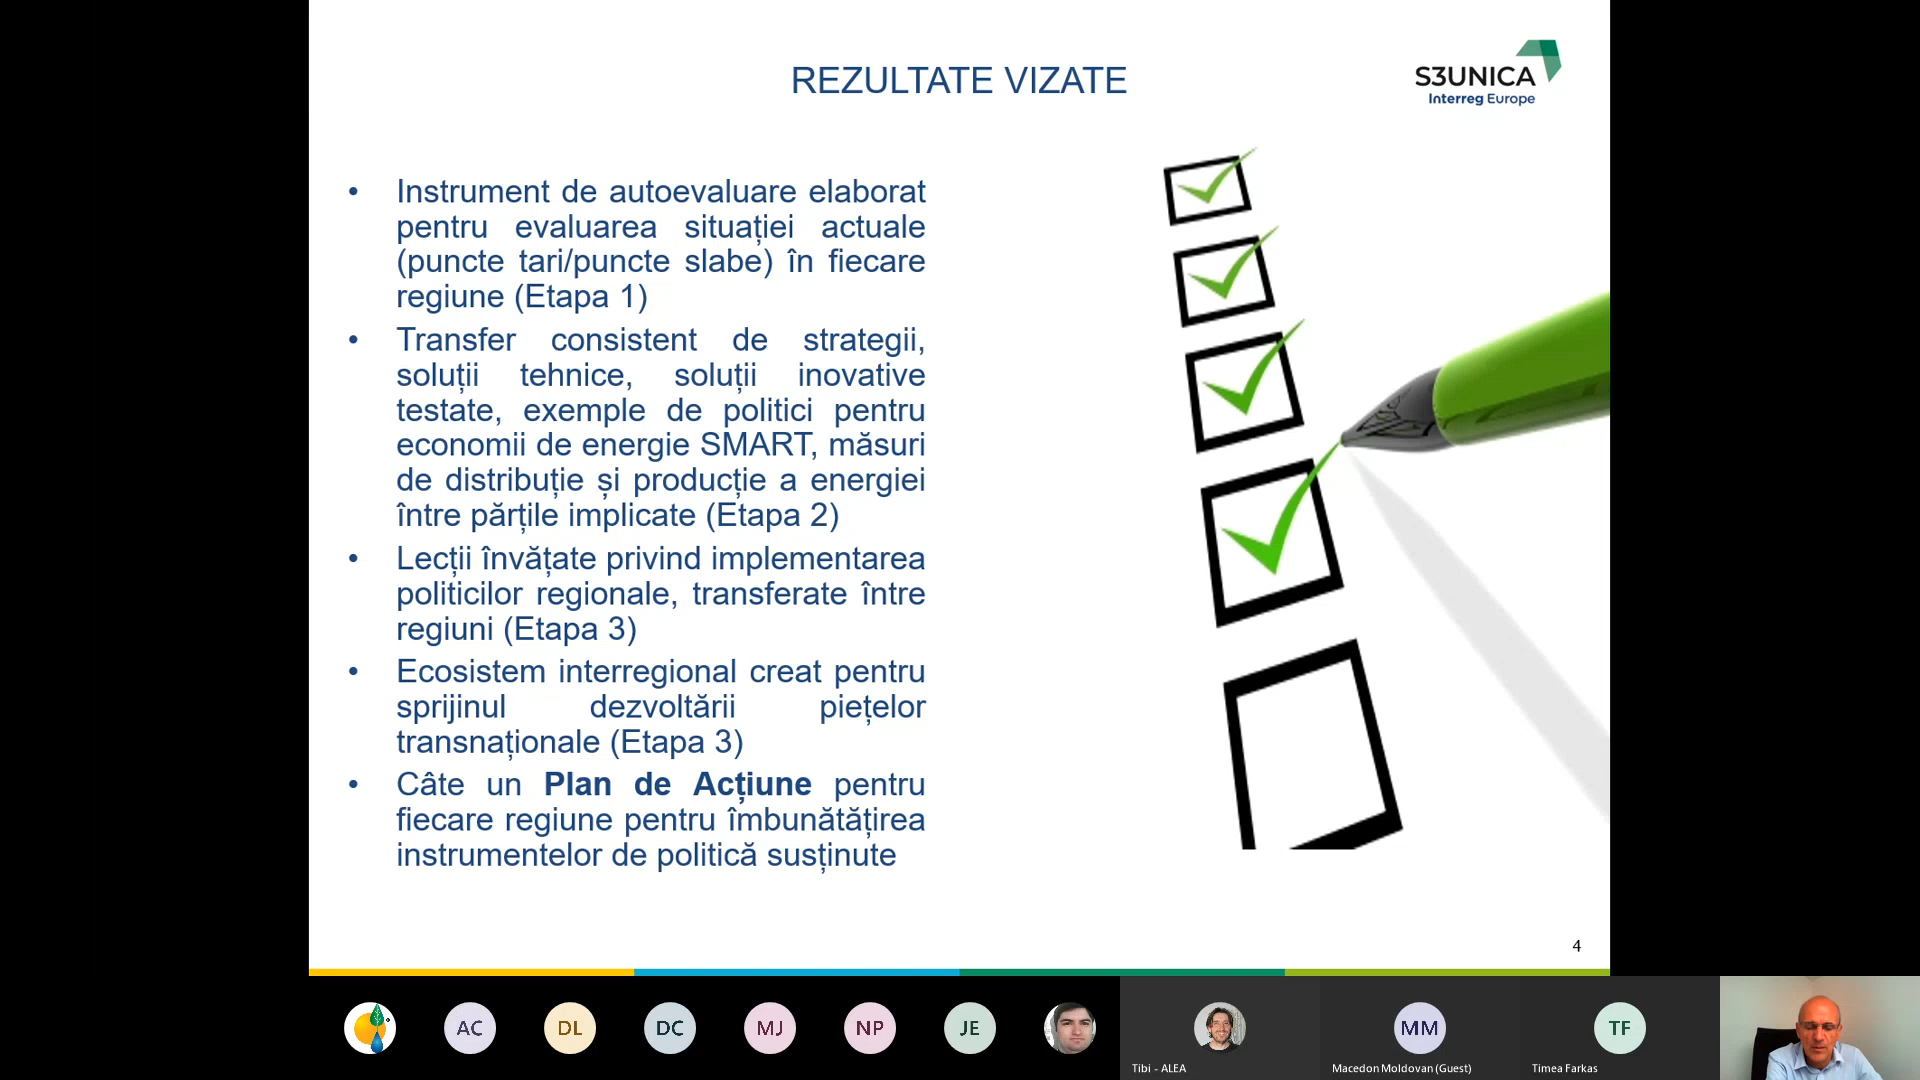 REZULTATE VIZATE
S3UNICA
Interreg Europe
• Instrument de autoevaluare elaborat
pentru evaluarea situației actuale
(puncte tari/puncte slabe) în fiecare
regiune (Etapa 1)
• Transfer consistent de strategii,
soluții tehnice, soluții inovative
testate, exemple de politici pentru
economii de energie SMART, măsuri
de distribuție și producție a energiei
între părțile implicate (Etapa 2)
• Lecții învățate privind implementarea
politicilor regionale, transferate între
regiuni (Etapa 3)
• Ecosistem interregional creat pentru
sprijinul dezvoltării piețelor
transnaționale (Etapa 3)
• Câte un Plan de Acțiune pentru
fiecare regiune pentru îmbunătățirea
instrumentelor de politică susținute
4
AC
DL
DC
MJ
NP
JE
MM
TF
Tibi - ALEA
Macedon Moldovan (Guest)
Timea Farkas